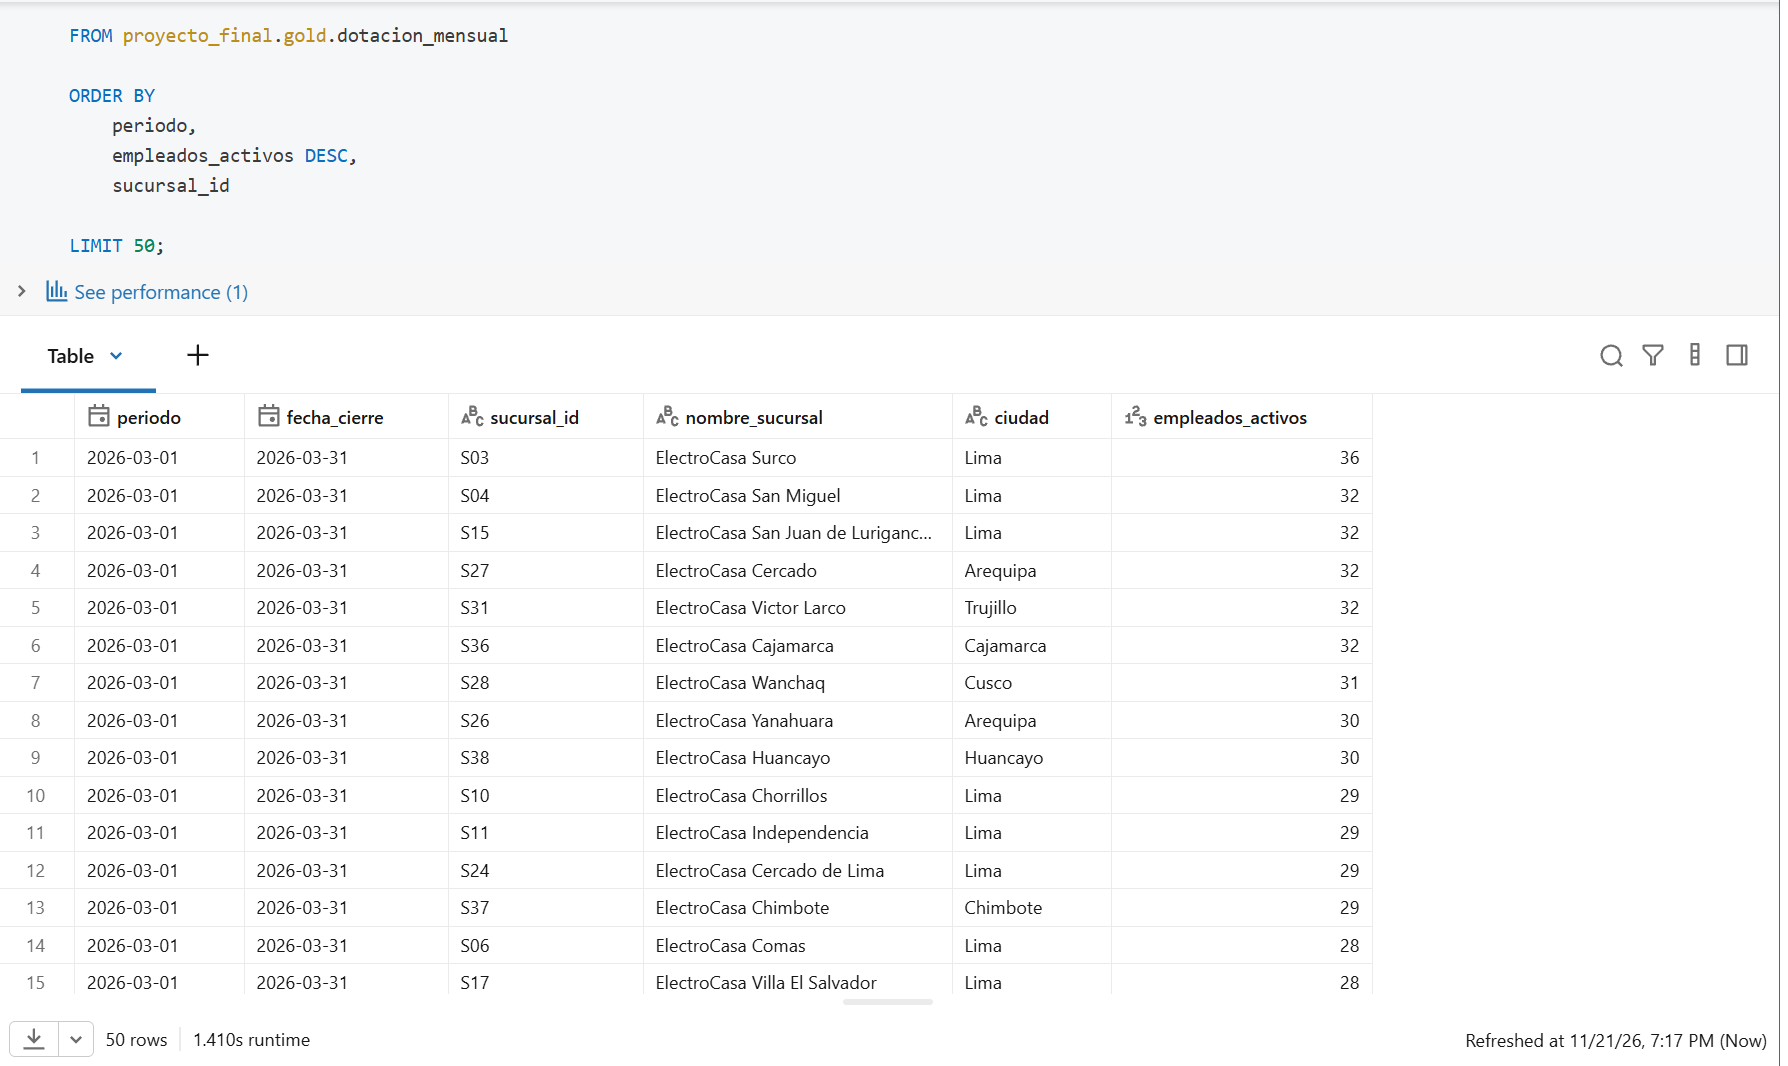 FROM proyecto_final.gold.dotacion_mensual
ORDER BY
periodo,
empleados_activos DESC,
sucursal_id
LIMIT 50;
See performance (1)
Table
periodo fecha_cierre sucursal_id nombre_sucursal ciudad empleados_activos
1 2026-03-01 2026-03-31 S03 ElectroCasa Surco Lima 36
2 2026-03-01 2026-03-31 S04 ElectroCasa San Miguel Lima 32
3 2026-03-01 2026-03-31 S15 ElectroCasa San Juan de Luriganc... Lima 32
4 2026-03-01 2026-03-31 S27 ElectroCasa Cercado Arequipa 32
5 2026-03-01 2026-03-31 S31 ElectroCasa Victor Larco Trujillo 32
6 2026-03-01 2026-03-31 S36 ElectroCasa Cajamarca Cajamarca 32
7 2026-03-01 2026-03-31 S28 ElectroCasa Wanchaq Cusco 31
8 2026-03-01 2026-03-31 S26 ElectroCasa Yanahuara Arequipa 30
9 2026-03-01 2026-03-31 S38 ElectroCasa Huancayo Huancayo 30
10 2026-03-01 2026-03-31 S10 ElectroCasa Chorrillos Lima 29
11 2026-03-01 2026-03-31 S11 ElectroCasa Independencia Lima 29
12 2026-03-01 2026-03-31 S24 ElectroCasa Cercado de Lima Lima 29
13 2026-03-01 2026-03-31 S37 ElectroCasa Chimbote Chimbote 29
14 2026-03-01 2026-03-31 S06 ElectroCasa Comas Lima 28
15 2026-03-01 2026-03-31 S17 ElectroCasa Villa El Salvador Lima 28
50 rows 1.410s runtime Refreshed at 11/21/26, 7:17 PM (Now)